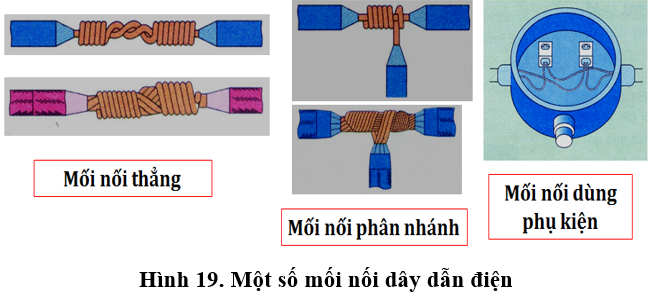 Mối nối thẳng
Mối nối phân nhánh
Mối nối dùng
phụ kiện
Hình 19. Một số mối nối dây dẫn điện